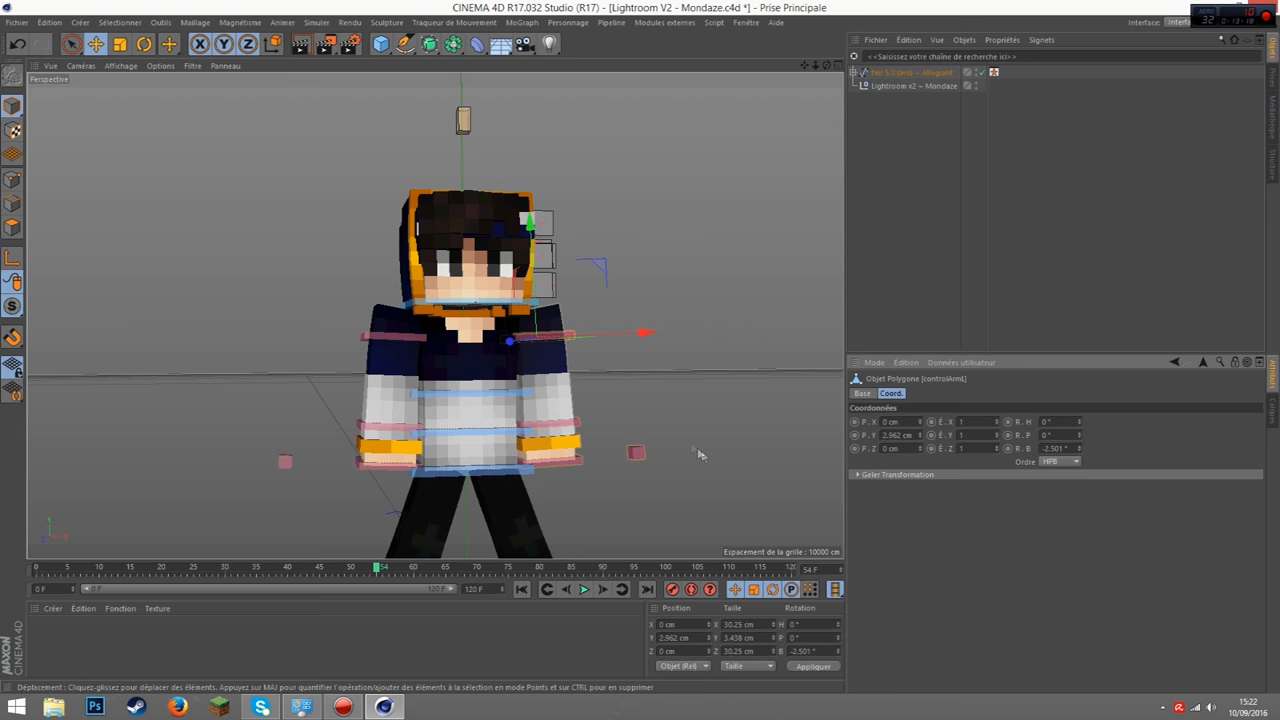 CINEMA 4D R17.032 Studio (R17) - [Lightroom V2 - Mondaze.c4d *] - Prise Principale
Fichier Édition Créer Sélectionner Outils Maillage Magnétisme Animer Simuler Rendu Sculpture Traqueur de Mouvement MoGraph Personnage Pipeline Modules externes Script Fenêtre Aide
Interface:
32
10
X Y Z
Vue Caméras Affichage Options Filtre Panneau
Perspective
Fichier Édition Vue Objets Propriétés Signets
<<Saisissez votre chaîne de recherche ici>>
Lightroom v2 ~ Mondaze
Mode Édition Données utilisateur
Objet Polygone [controlArmL]
Base Coord.
Coordonnées
P. X 0 cm É. X 1 R. H 0 °
P. Y 2.962 cm É. Y 1 R. P 0 °
P. Z 0 cm É. Z 1 R. B -2.501 °
Ordre HPB
Geler Transformation
Espacement de la grille : 10000 cm
0 5 10 15 20 25 30 35 40 45 50 54 60 65 70 75 80 85 90 95 100 105 110 115 120
54 F
0 F 0 F 120 F 120 F
Créer Édition Fonction Texture
Position Taille Rotation
X 0 cm X 30.25 cm H 0 °
Y 2.962 cm Y 3.438 cm P 0 °
Z 0 cm Z 30.25 cm B -2.501 °
Objet (Rel) Taille Appliquer
MAXON CINEMA 4D
Déplacement : Cliquez-glissez pour déplacer des éléments. Appuyez sur MAJ pour quantifier l'opération/ajouter des éléments à la sélection en mode Points et sur CTRL pour en supprimer
Ps
15:22
10/09/2016